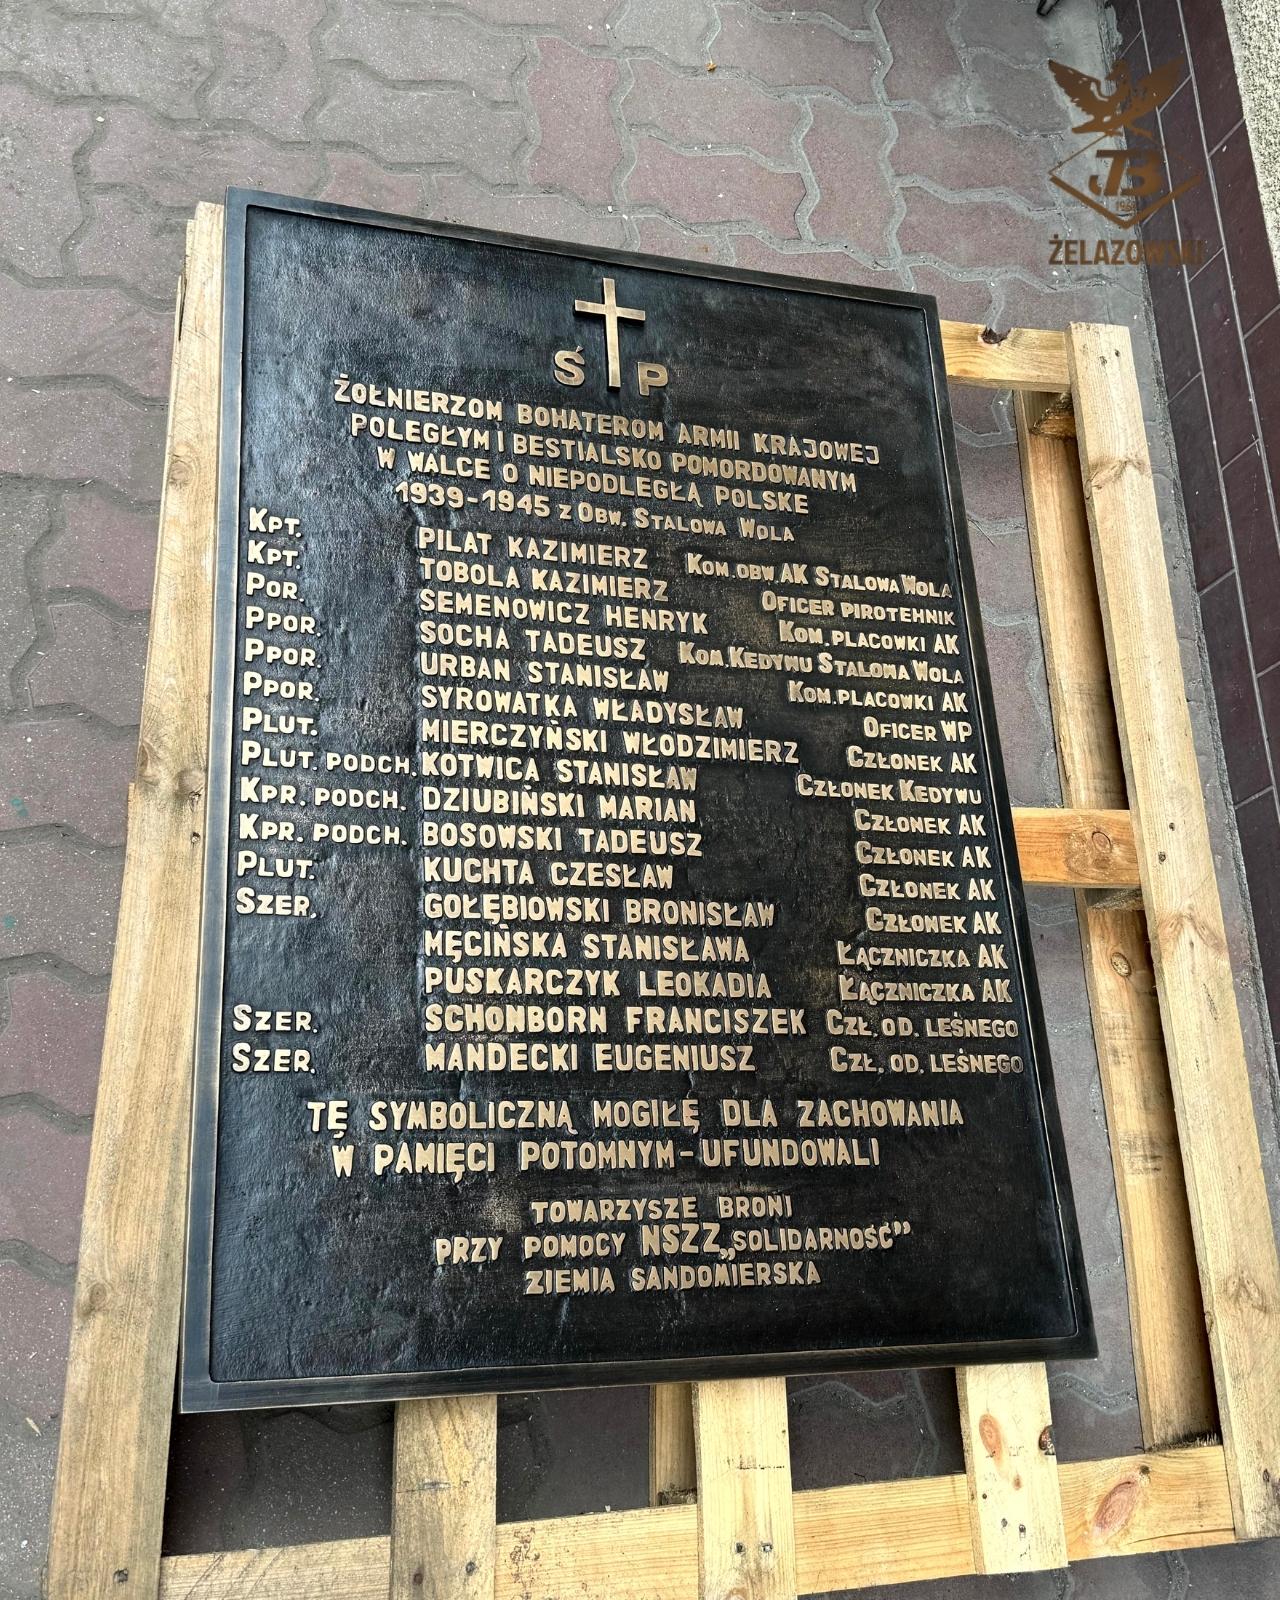 JB
ŻELAZOWSKI
Ś P
ŻOŁNIERZOM BOHATEROM ARMII KRAJOWEJ
POLEGŁYM I BESTIALSKO POMORDOWANYM
W WALCE O NIEPODLEGŁĄ POLSKE
1939-1945 z OBW. STALOWA WOLA
KPT. PILAT KAZIMIERZ KOM.OBW AK STALOWA WOLA
KPT. TOBOLA KAZIMIERZ OFICER PIROTEHNIK
POR. SEMENOWICZ HENRYK KOM. PLACOWKI AK
PPOR. SOCHA TADEUSZ KOM.KEDYWU STALOWA WOLA
PPOR. URBAN STANISŁAW KOM. PLACOWKI AK
PPOR. SYROWATKA WŁADYSŁAW OFICER WP
PLUT. MIERCZYŃSKI WŁODZIMIERZ CZŁONEK AK
PLUT. PODCH. KOTWICA STANISŁAW CZŁONEK KEDYWU
KPR. PODCH. DZIUBIŃSKI MARIAN CZŁONEK AK
KPR. PODCH. BOSOWSKI TADEUSZ CZŁONEK AK
PLUT. KUCHTA CZESŁAW CZŁONEK AK
SZER. GOŁĘBIOWSKI BRONISŁAW CZŁONEK AK
MĘCIŃSKA STANISŁAWA ŁĄCZNICZKA AK
PUSKARCZYK LEOKADIA ŁĄCZNICZKA AK
SZER. SCHONBORN FRANCISZEK CZŁ. OD. LEŚNEGO
SZER. MANDECKI EUGENIUSZ CZŁ. OD. LEŚNEGO
TĘ SYMBOLICZNĄ MOGIŁĘ DLA ZACHOWANIA
W PAMIĘCI POTOMNYM - UFUNDOWALI
TOWARZYSZE BRONI
PRZY POMOCY NSZZ „SOLIDARNOŚĆ”
ZIEMIA SANDOMIERSKA